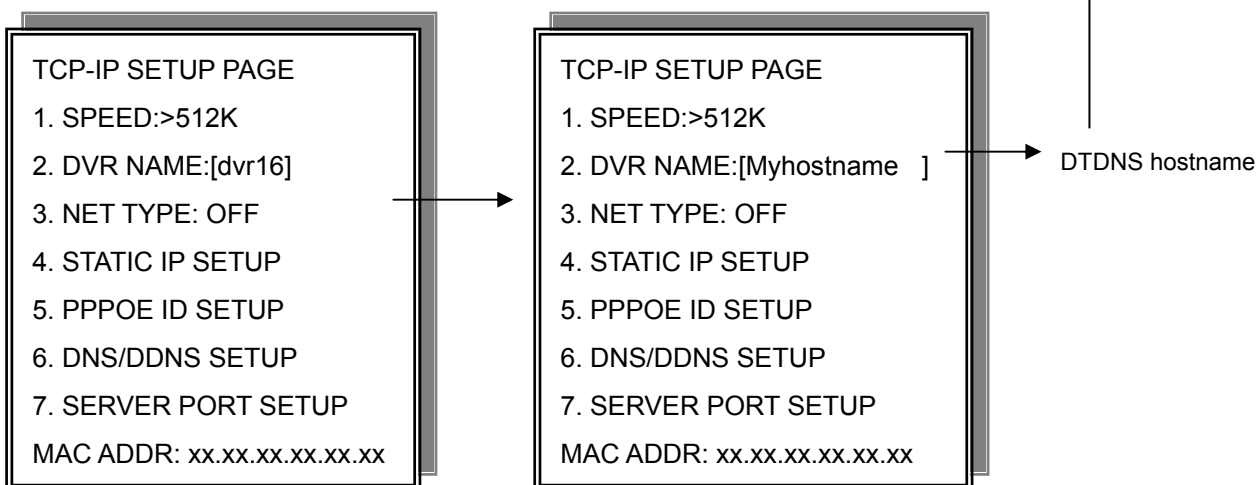 TCP-IP SETUP PAGE
1. SPEED:>512K
2. DVR NAME:[dvr16]
3. NET TYPE: OFF
4. STATIC IP SETUP
5. PPPOE ID SETUP
6. DNS/DDNS SETUP
7. SERVER PORT SETUP
MAC ADDR: xx.xx.xx.xx.xx.xx
TCP-IP SETUP PAGE
1. SPEED:>512K
2. DVR NAME:[Myhostname   ]
3. NET TYPE: OFF
4. STATIC IP SETUP
5. PPPOE ID SETUP
6. DNS/DDNS SETUP
7. SERVER PORT SETUP
MAC ADDR: xx.xx.xx.xx.xx.xx
DTDNS hostname